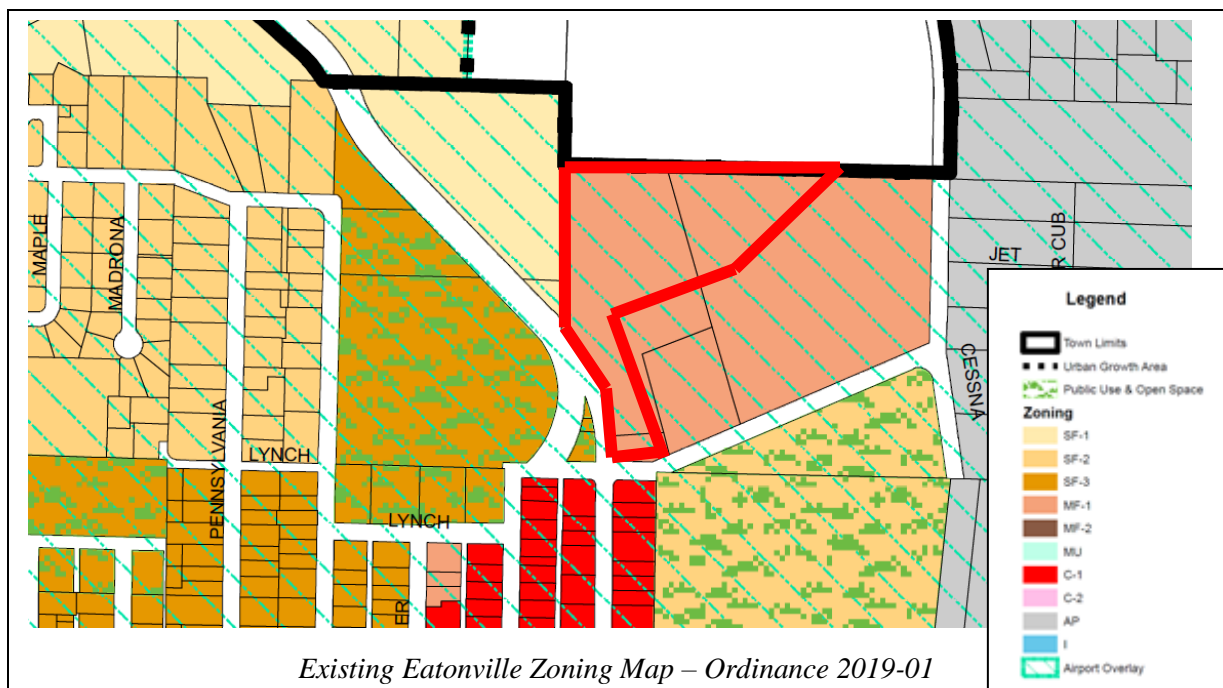 MAPLE
MADRONA
PENNSYLVANIA
LYNCH
LYNCH
ER
JET
R CUB
CESSNA
Legend
Town Limits
Urban Growth Area
Public Use & Open Space
Zoning
SF-1
SF-2
SF-3
MF-1
MF-2
MU
C-1
C-2
AP
I
Airport Overlay
Existing Eatonville Zoning Map – Ordinance 2019-01